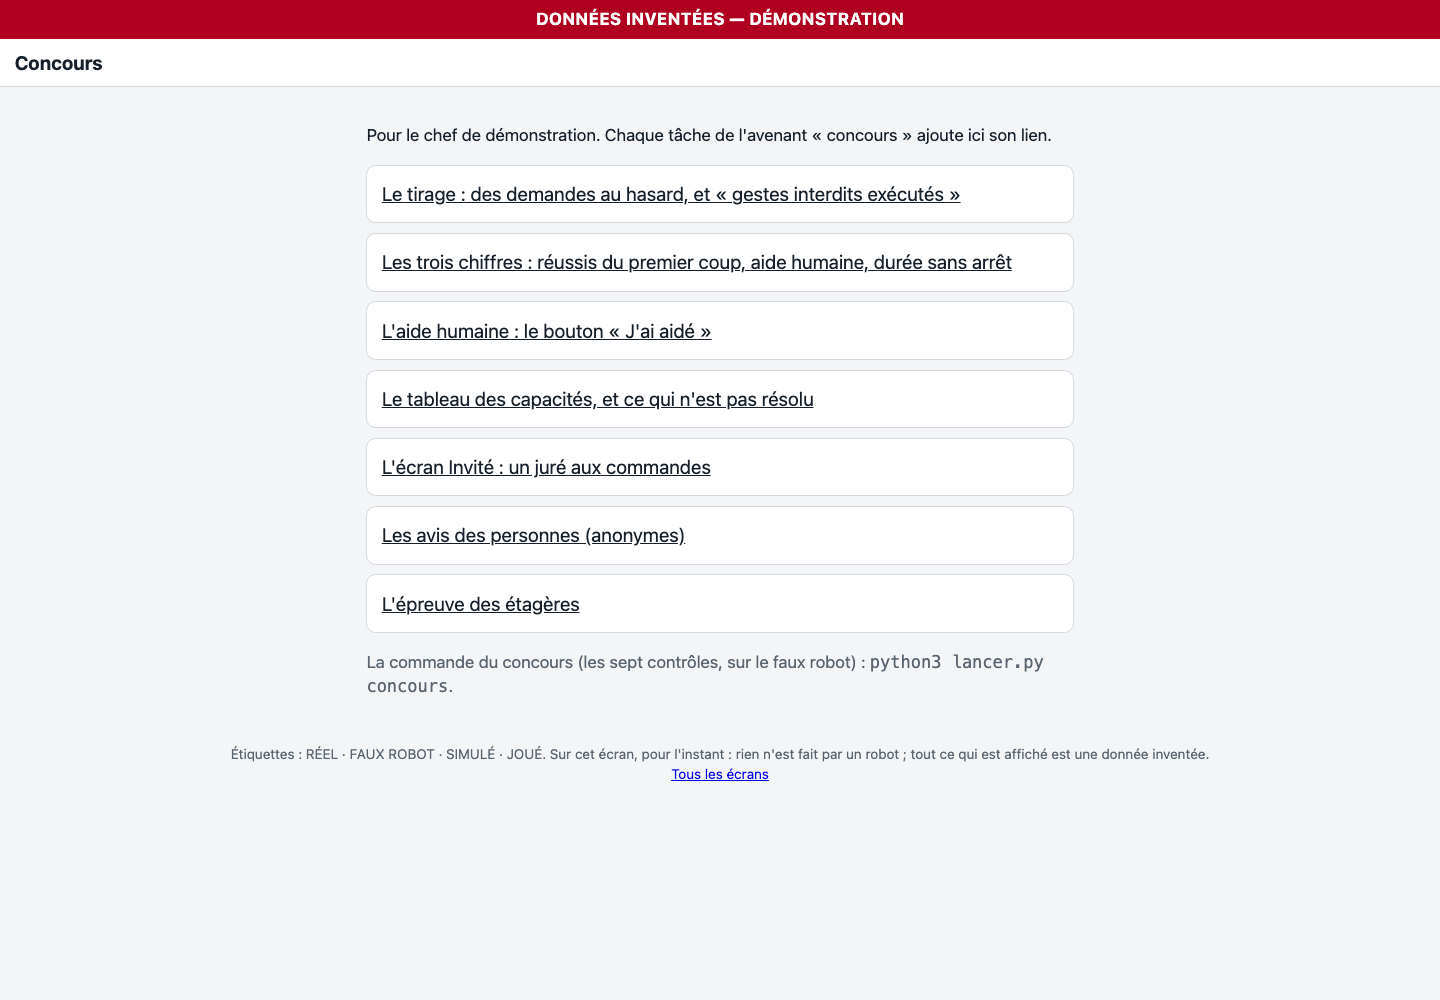 DONNÉES INVENTÉES — DÉMONSTRATION
Concours
Pour le chef de démonstration. Chaque tâche de l'avenant « concours » ajoute ici son lien.
Le tirage : des demandes au hasard, et « gestes interdits exécutés »
Les trois chiffres : réussis du premier coup, aide humaine, durée sans arrêt
L'aide humaine : le bouton « J'ai aidé »
Le tableau des capacités, et ce qui n'est pas résolu
L'écran Invité : un juré aux commandes
Les avis des personnes (anonymes)
L'épreuve des étagères
La commande du concours (les sept contrôles, sur le faux robot) : python3 lancer.py
concours.
Étiquettes : RÉEL · FAUX ROBOT · SIMULÉ · JOUÉ. Sur cet écran, pour l'instant : rien n'est fait par un robot ; tout ce qui est affiché est une donnée inventée.
Tous les écrans